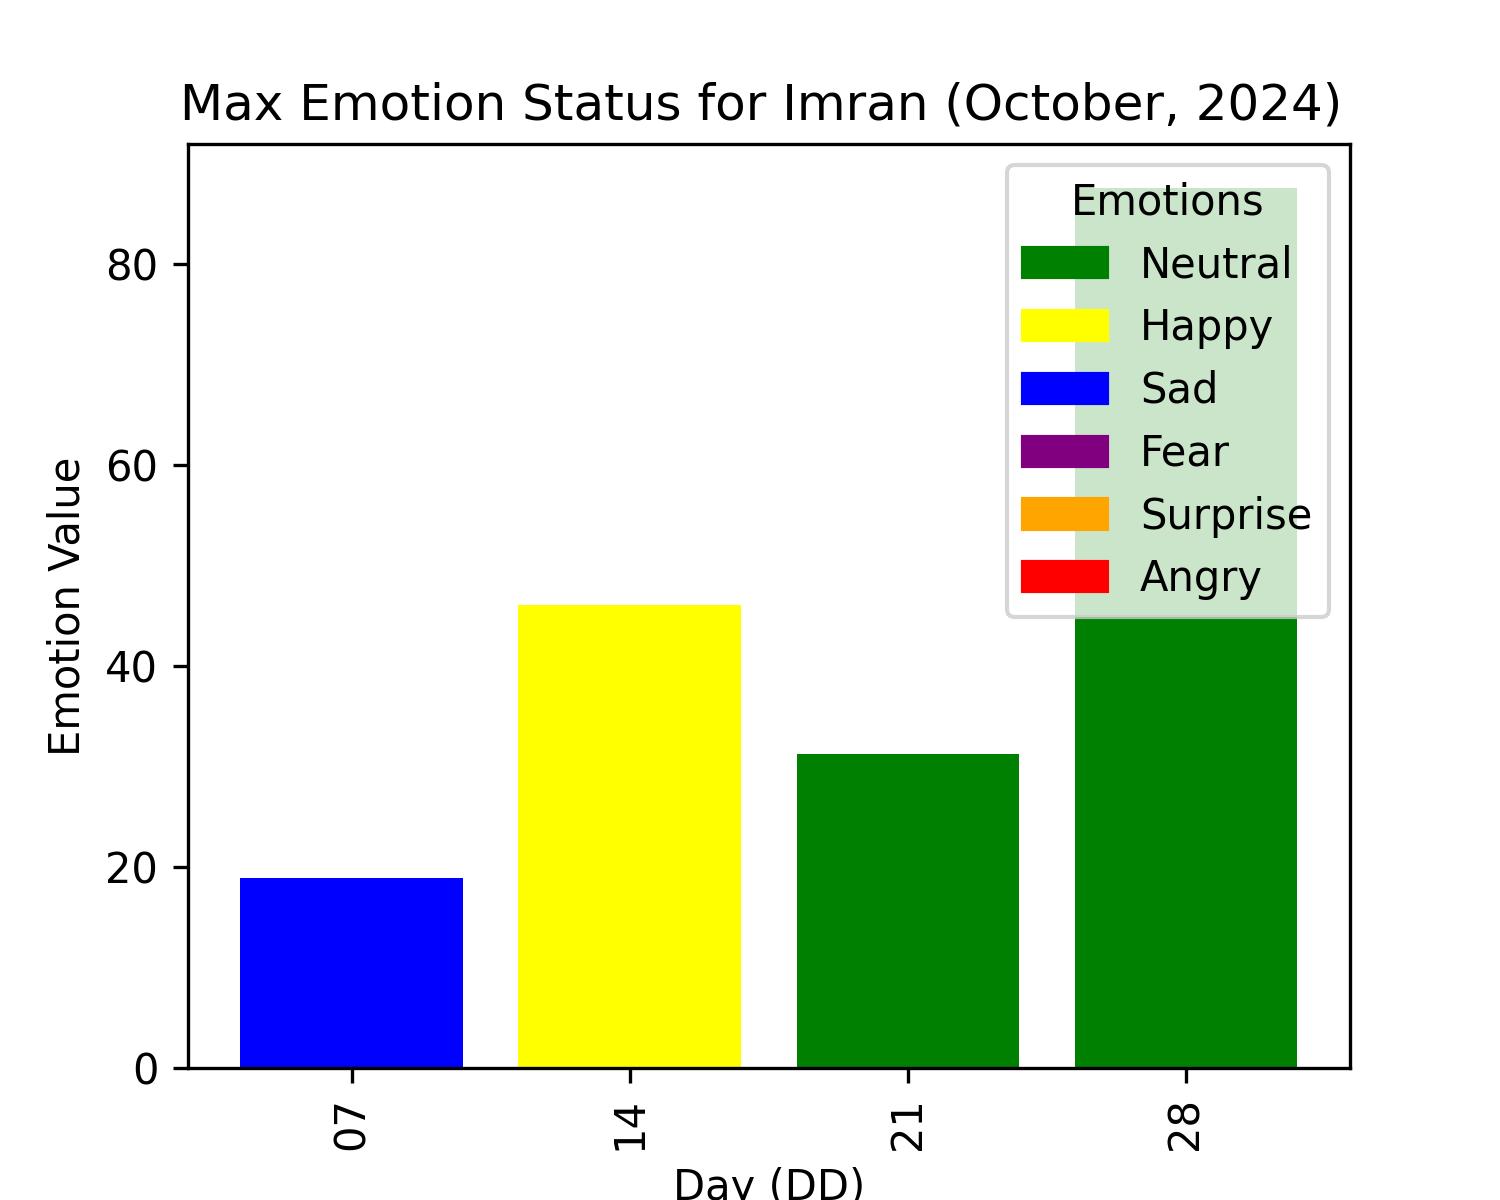 Max Emotion Status for Imran (October, 2024)
Emotions
Neutral
Happy
Sad
Fear
Surprise
Angry
80
60
40
20
0
Emotion Value
07
14
21
28
Day (DD)